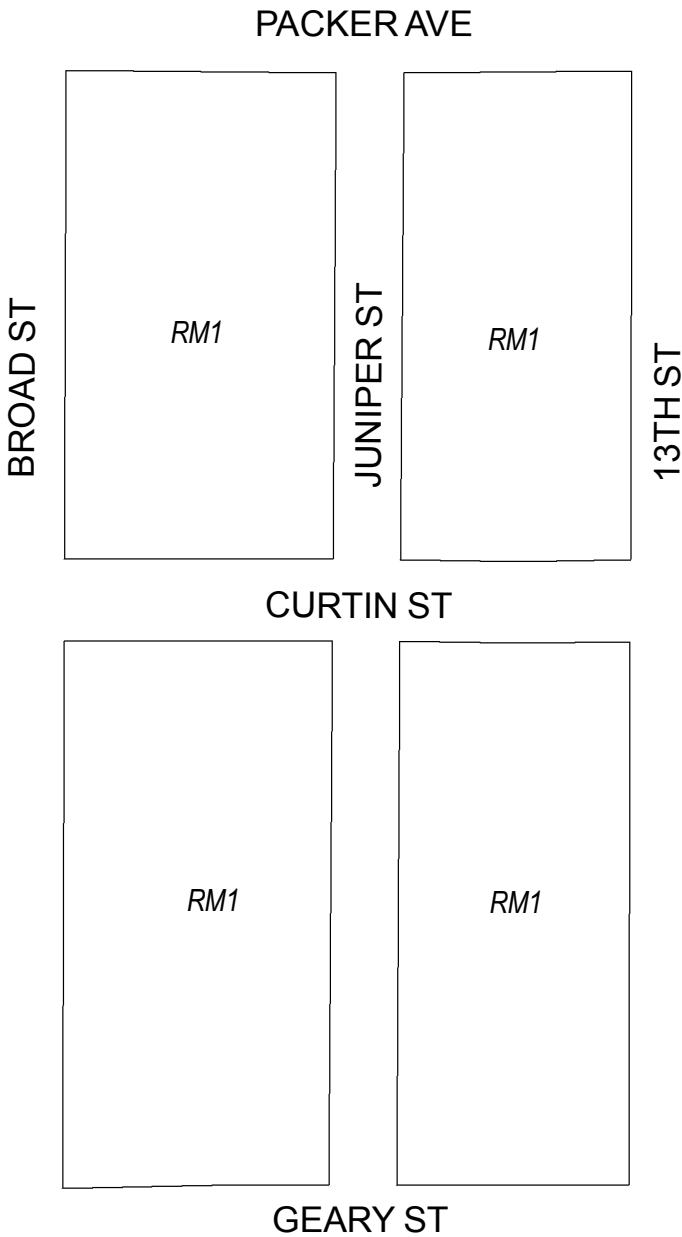 PACKER AVE
BROAD ST
RM1
JUNIPER ST
RM1
13TH ST
CURTIN ST
RM1
RM1
GEARY ST